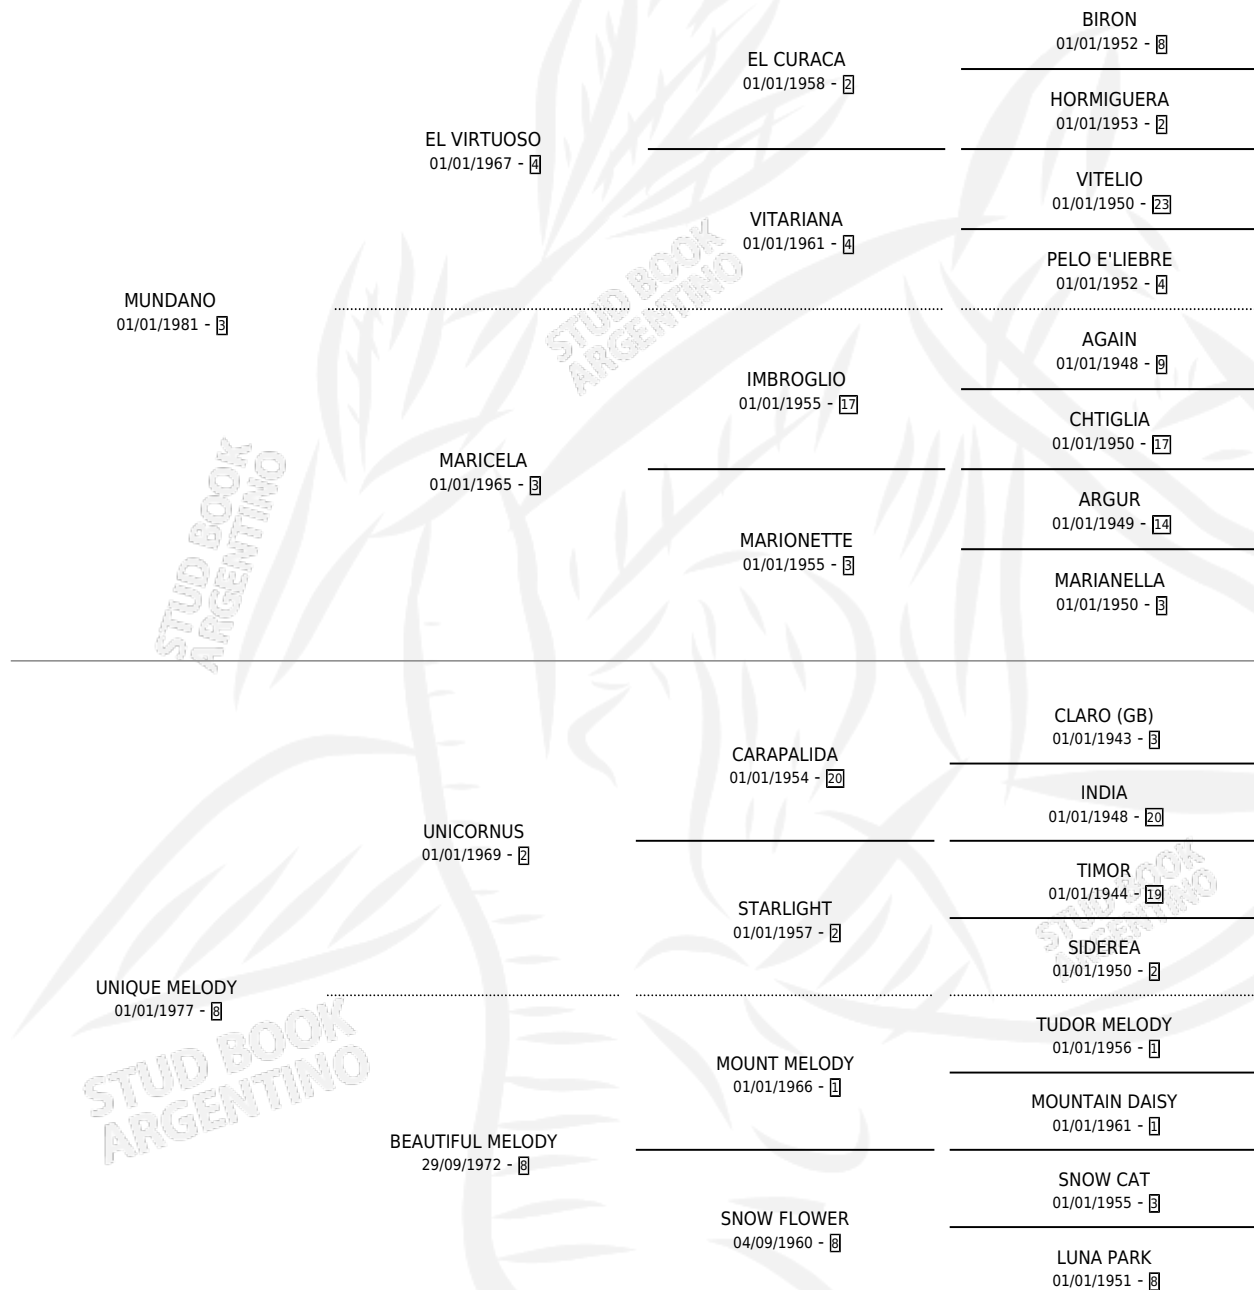 MUNDANO
01/01/1981 - 3
EL VIRTUOSO
01/01/1967 - 4
MARICELA
01/01/1965 - 3
EL CURACA
01/01/1958 - 2
VITARIANA
01/01/1961 - 4
IMBROGLIO
01/01/1955 - 17
MARIONETTE
01/01/1955 - 3
BIRON
01/01/1952 - 8
HORMIGUERA
01/01/1953 - 2
VITELIO
01/01/1950 - 23
PELO E'LIEBRE
01/01/1952 - 4
AGAIN
01/01/1948 - 9
CHTIGLIA
01/01/1950 - 17
ARGUR
01/01/1949 - 14
MARIANELLA
01/01/1950 - 3
STUD BOOK
ARGENTINO
STUD BOOK
ARGENTINO
UNIQUE MELODY
01/01/1977 - 8
UNICORNUS
01/01/1969 - 2
BEAUTIFUL MELODY
29/09/1972 - 8
CARAPALIDA
01/01/1954 - 20
STARLIGHT
01/01/1957 - 2
MOUNT MELODY
01/01/1966 - 1
SNOW FLOWER
04/09/1960 - 8
CLARO (GB)
01/01/1943 - 3
INDIA
01/01/1948 - 20
TIMOR
01/01/1944 - 19
SIDEREA
01/01/1950 - 2
TUDOR MELODY
01/01/1956 - 1
MOUNTAIN DAISY
01/01/1961 - 1
SNOW CAT
01/01/1955 - 3
LUNA PARK
01/01/1951 - 8
STUD BOOK
ARGENTINO
STUD BOOK
ARGENTINO